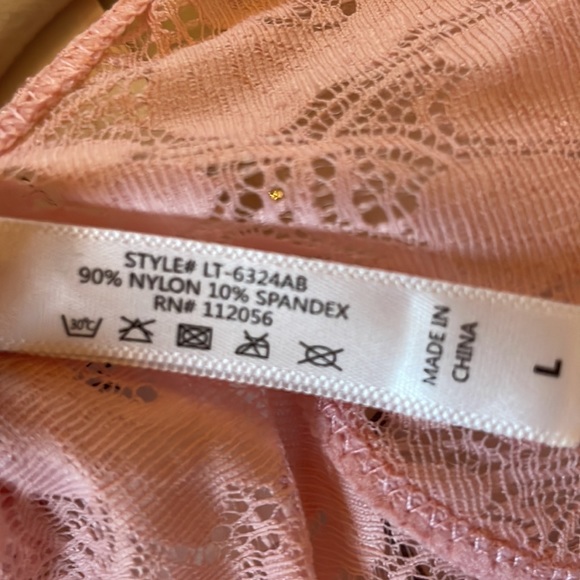 STYLE# LT-6324AB
90% NYLON 10% SPANDEX
RN# 112056
30°C
MADE IN
CHINA
L